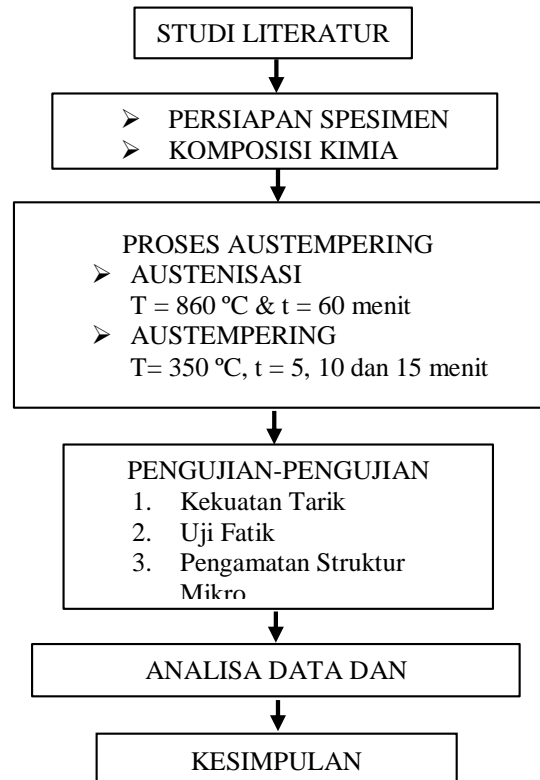 STUDI LITERATUR
➢ PERSIAPAN SPESIMEN
➢ KOMPOSISI KIMIA
PROSES AUSTEMPERING
➢ AUSTENISASI
T = 860 ºC & t = 60 menit
➢ AUSTEMPERING
T= 350 ºC, t = 5, 10 dan 15 menit
PENGUJIAN-PENGUJIAN
1. Kekuatan Tarik
2. Uji Fatik
3. Pengamatan Struktur
Mikro
ANALISA DATA DAN
KESIMPULAN